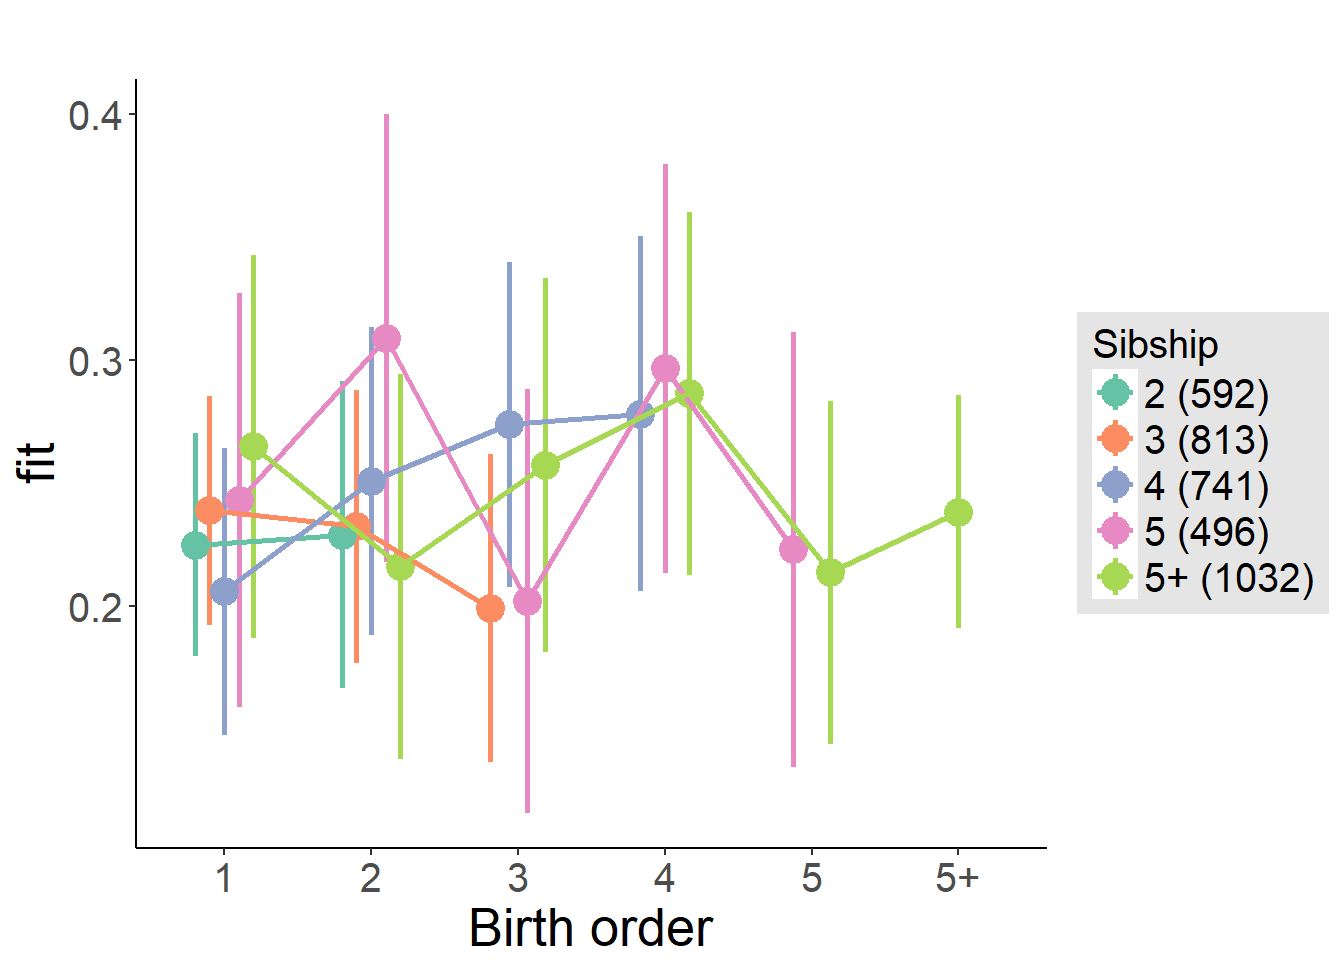 0.4
0.3
0.2
fit
1 2 3 4 5 5+
Birth order
Sibship
2 (592)
3 (813)
4 (741)
5 (496)
5+ (1032)